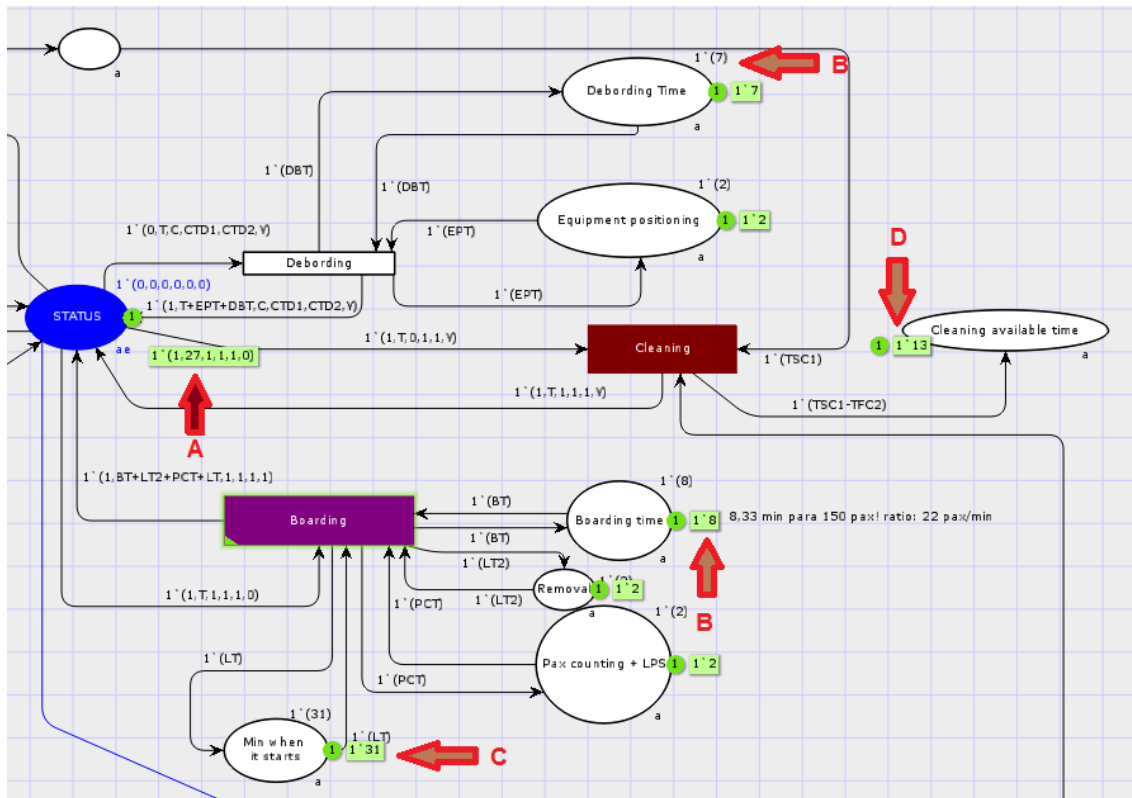 a
1`(7)
B
Debording Time
1
1`7
a
1`(DBT)
1`(DBT)
1`(2)
Equipment positioning
1
1`2
a
1`(EPT)
1`(0,T,C,CTD1,CTD2,Y)
Debording
1`(EPT)
D
1`(0,0,0,0,0,0)
1`(1,T+EPT+DBT,C,CTD1,CTD2,Y)
STATUS
1
ae
1`(1,27,1,1,1,0)
1`(1,T,0,1,1,Y)
Cleaning
1`(TSC1)
1
1`13
Cleaning available time
a
1`(1,T,1,1,1,Y)
1`(TSC1-TFC2)
A
1`(1,BT+LT2+PCT+LT,1,1,1,1)
Boarding
1`(8)
1`(BT)
Boarding time
1
1`8
8,33 min para 150 pax! ratio: 22 pax/min
1`(BT)
a
1`(LT2)
Removal
1
1`2
1`(LT2)
a
B
1`(1,T,1,1,1,0)
1`(PCT)
1`(2)
Pax counting + LPS
1
1`2
1`(PCT)
a
1`(LT)
1`(31)
1`(LT)
Min when
it starts
1
1`31
C
a